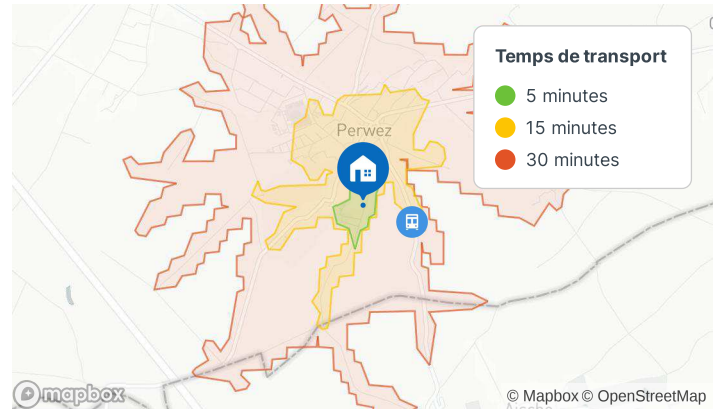 Temps de transport
5 minutes
15 minutes
30 minutes
Perwez
mapbox
© Mapbox © OpenStreetMap